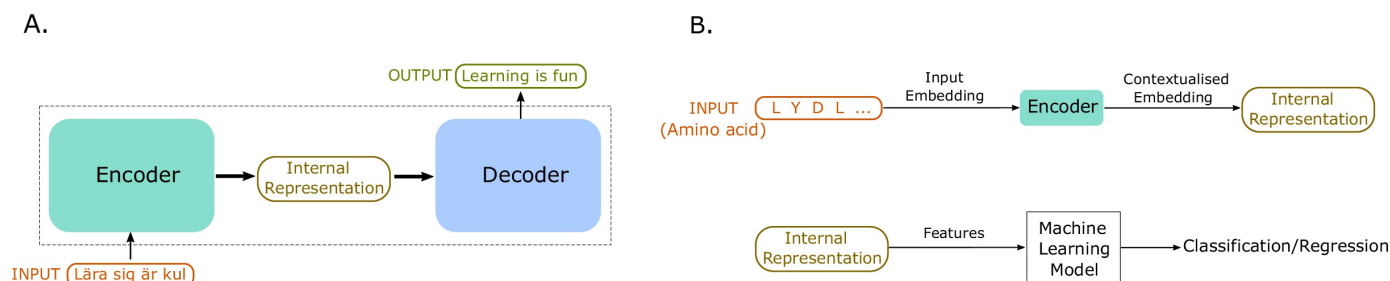 A.
OUTPUT Learning is fun
Encoder
Internal
Representation
Decoder
INPUT Lära sig är kul
B.
INPUT
(Amino acid)
L Y D L ...
Input
Embedding
Encoder
Contextualised
Embedding
Internal
Representation
Internal
Representation
Features
Machine
Learning
Model
Classification/Regression